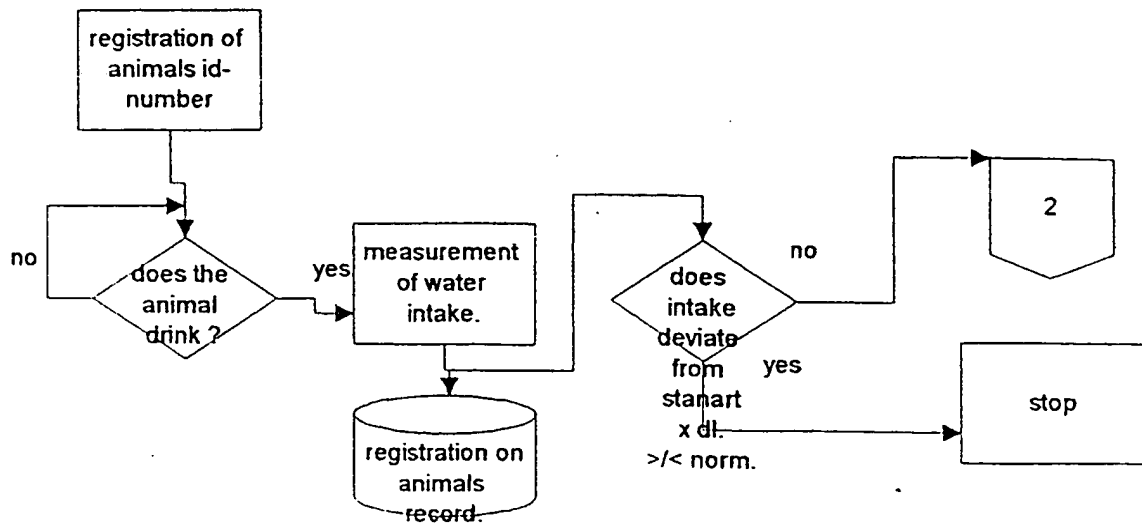 registration of
animals id-
number
no
does the
animal
drink ?
yes
measurement
of water
intake.
registration on
animals
record.
does
intake
deviate
from
stanart
x dl.
>/< norm.
no
yes
2
stop